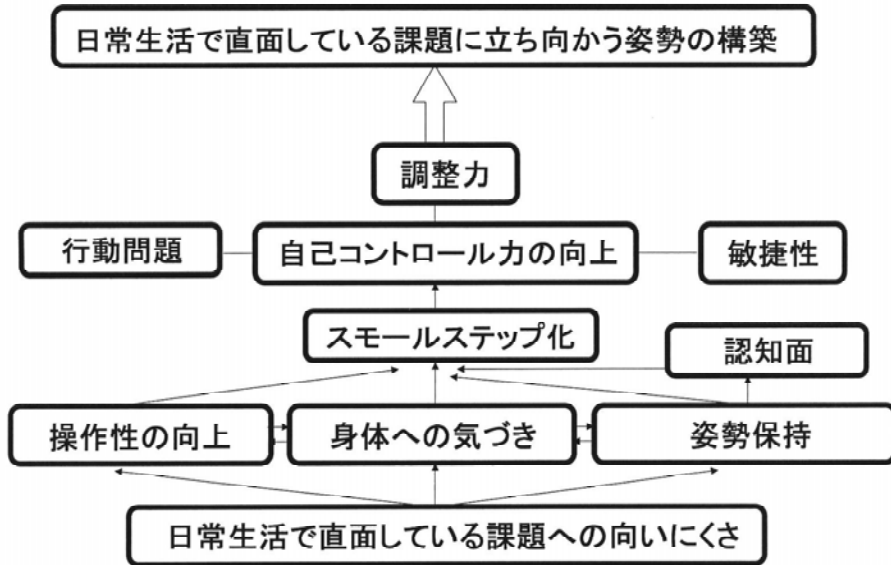 日常生活で直面している課題に立ち向かう姿勢の構築
調整力
行動問題
自己コントロール力の向上
敏捷性
スモールステップ化
認知面
操作性の向上
身体への気づき
姿勢保持
日常生活で直面している課題への向いにくさ